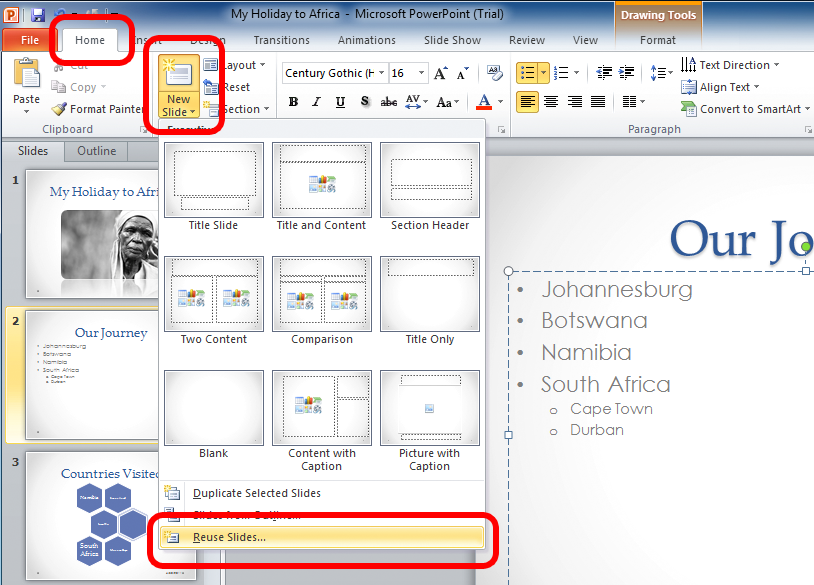 My Holiday to Africa - Microsoft PowerPoint (Trial)
Drawing Tools
File Home Insert Design Transitions Animations Slide Show Review View Format
Cut
Copy
Format Painter
Paste
Clipboard
New
Slide
Layout
Reset
Section
Century Gothic (H 16
B I U S abc AV Aa A
Text Direction
Align Text
Convert to SmartArt
Paragraph
Slides Outline
Executive
Title Slide Title and Content Section Header
Two Content Comparison Title Only
Blank Content with Caption Picture with Caption
Duplicate Selected Slides
Slides from Outline...
Reuse Slides...
1
My Holiday to Afri
2
Our Journey
Johannesburg
Botswana
Namibia
South Africa
Cape Town
Durban
3
Countries Visited
Namibia
South
Africa
Our Jo
• Johannesburg
• Botswana
• Namibia
• South Africa
o Cape Town
o Durban